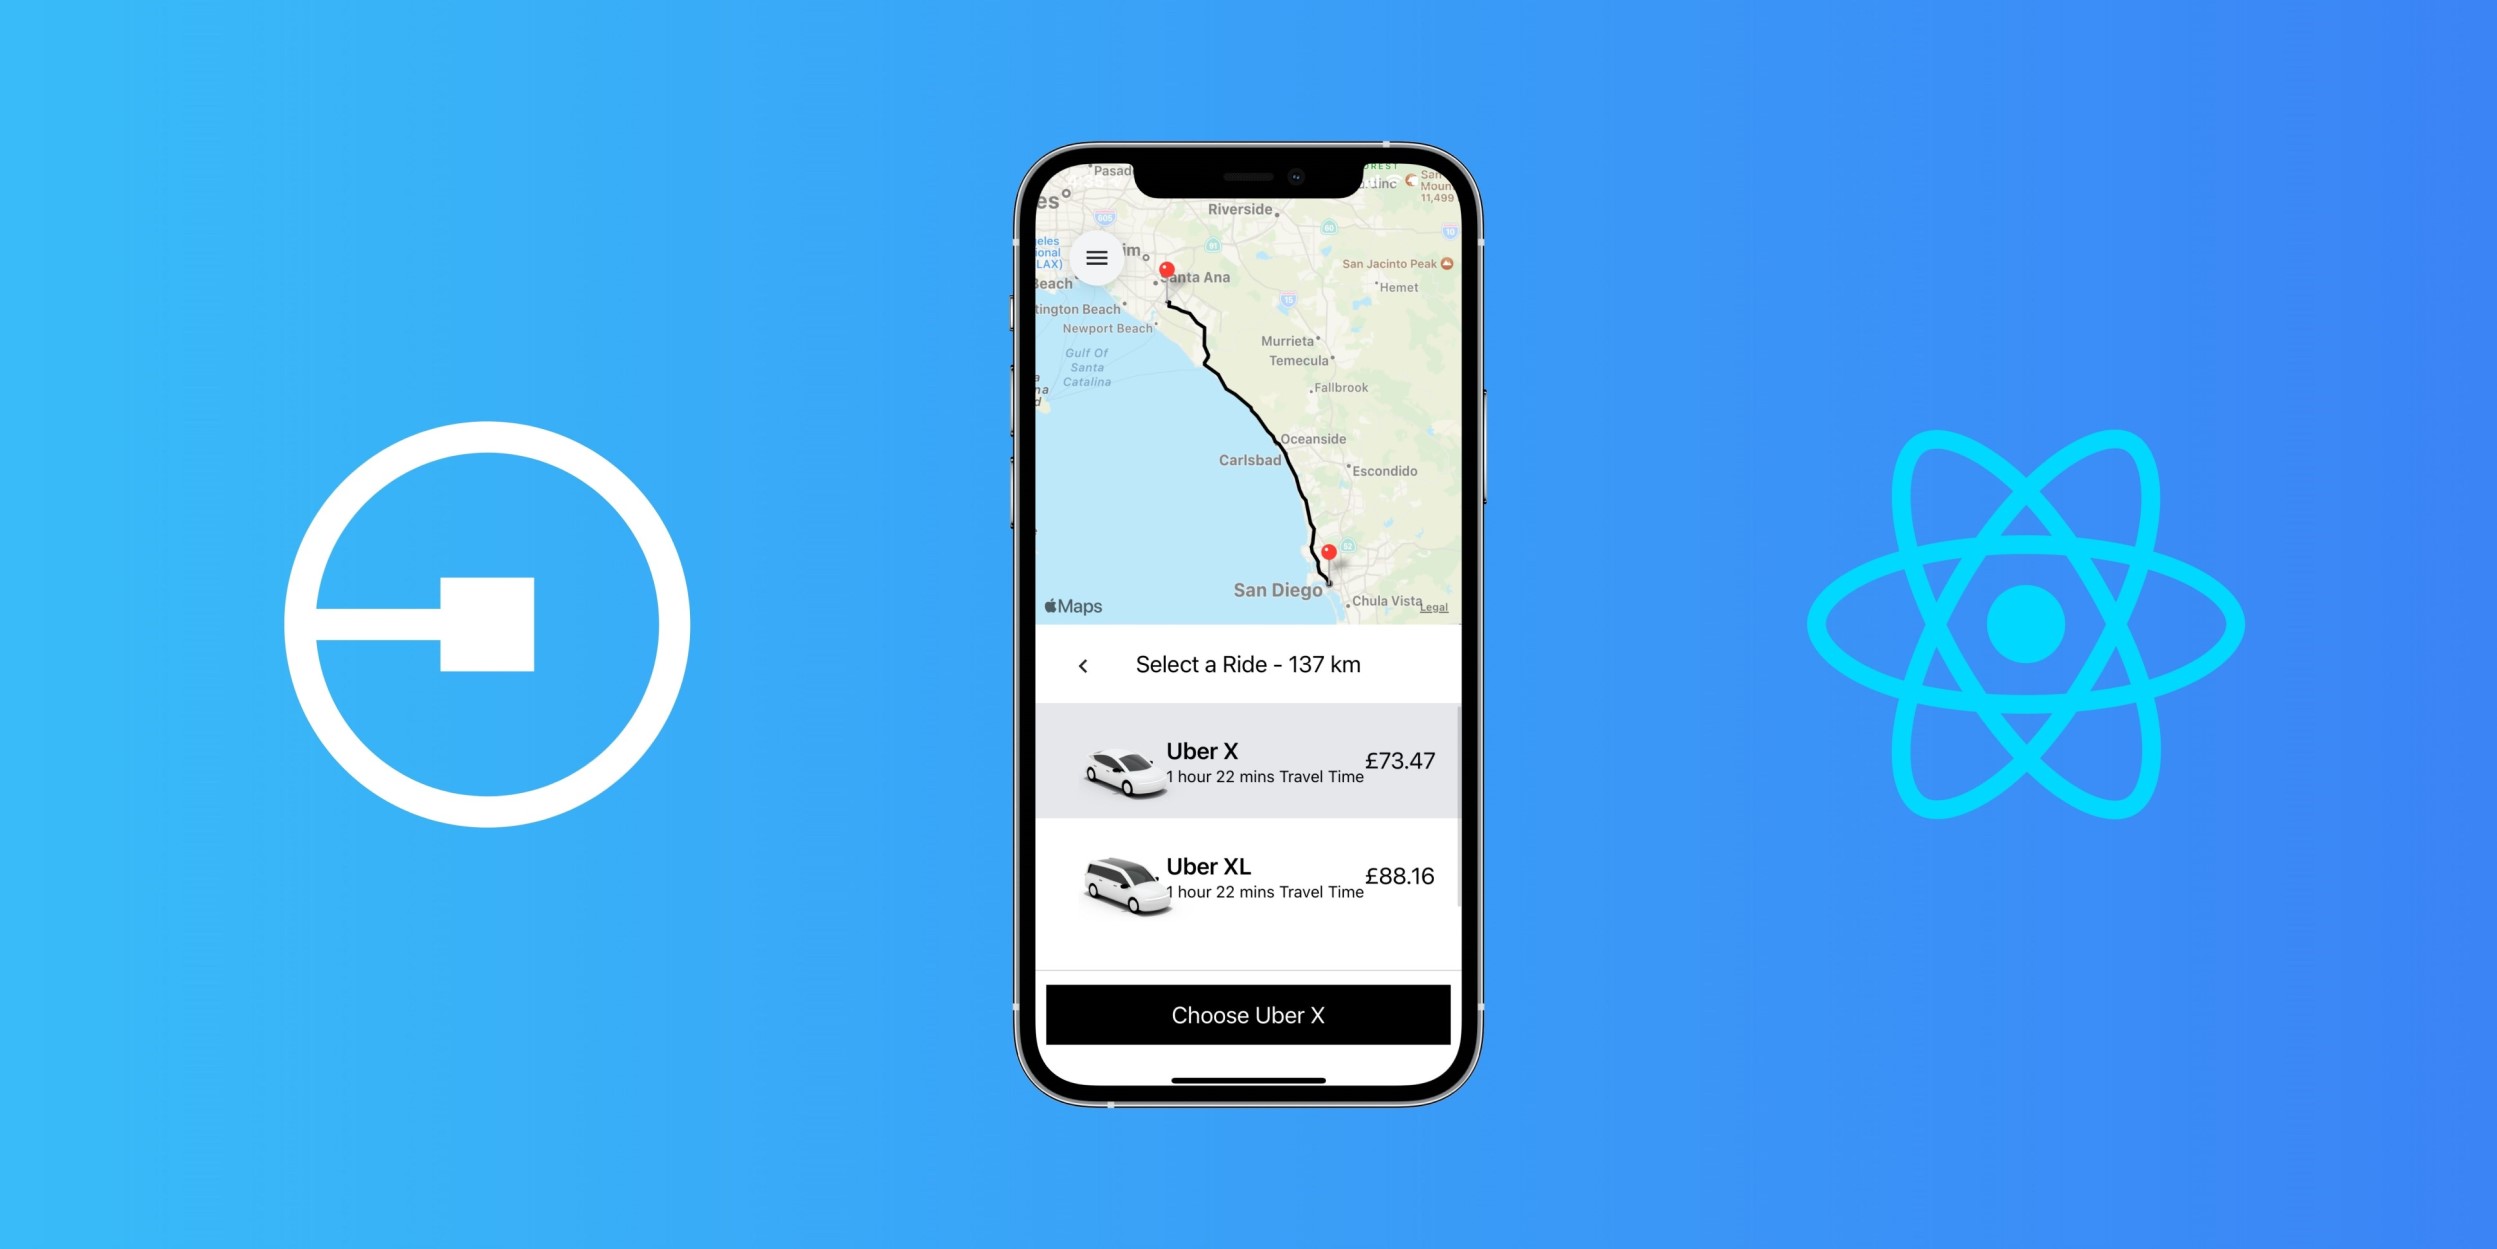 Riverside
11,499
San Jacinto Peak
Santa Ana
Hemet
Newport Beach
Gulf Of
Santa
Catalina
Murrieta
Temecula
Fallbrook
Oceanside
Carlsbad
Escondido
San Diego
Chula Vista
Maps
Legal
Select a Ride - 137 km
Uber X
1 hour 22 mins Travel Time
£73.47
Uber XL
1 hour 22 mins Travel Time
£88.16
Choose Uber X